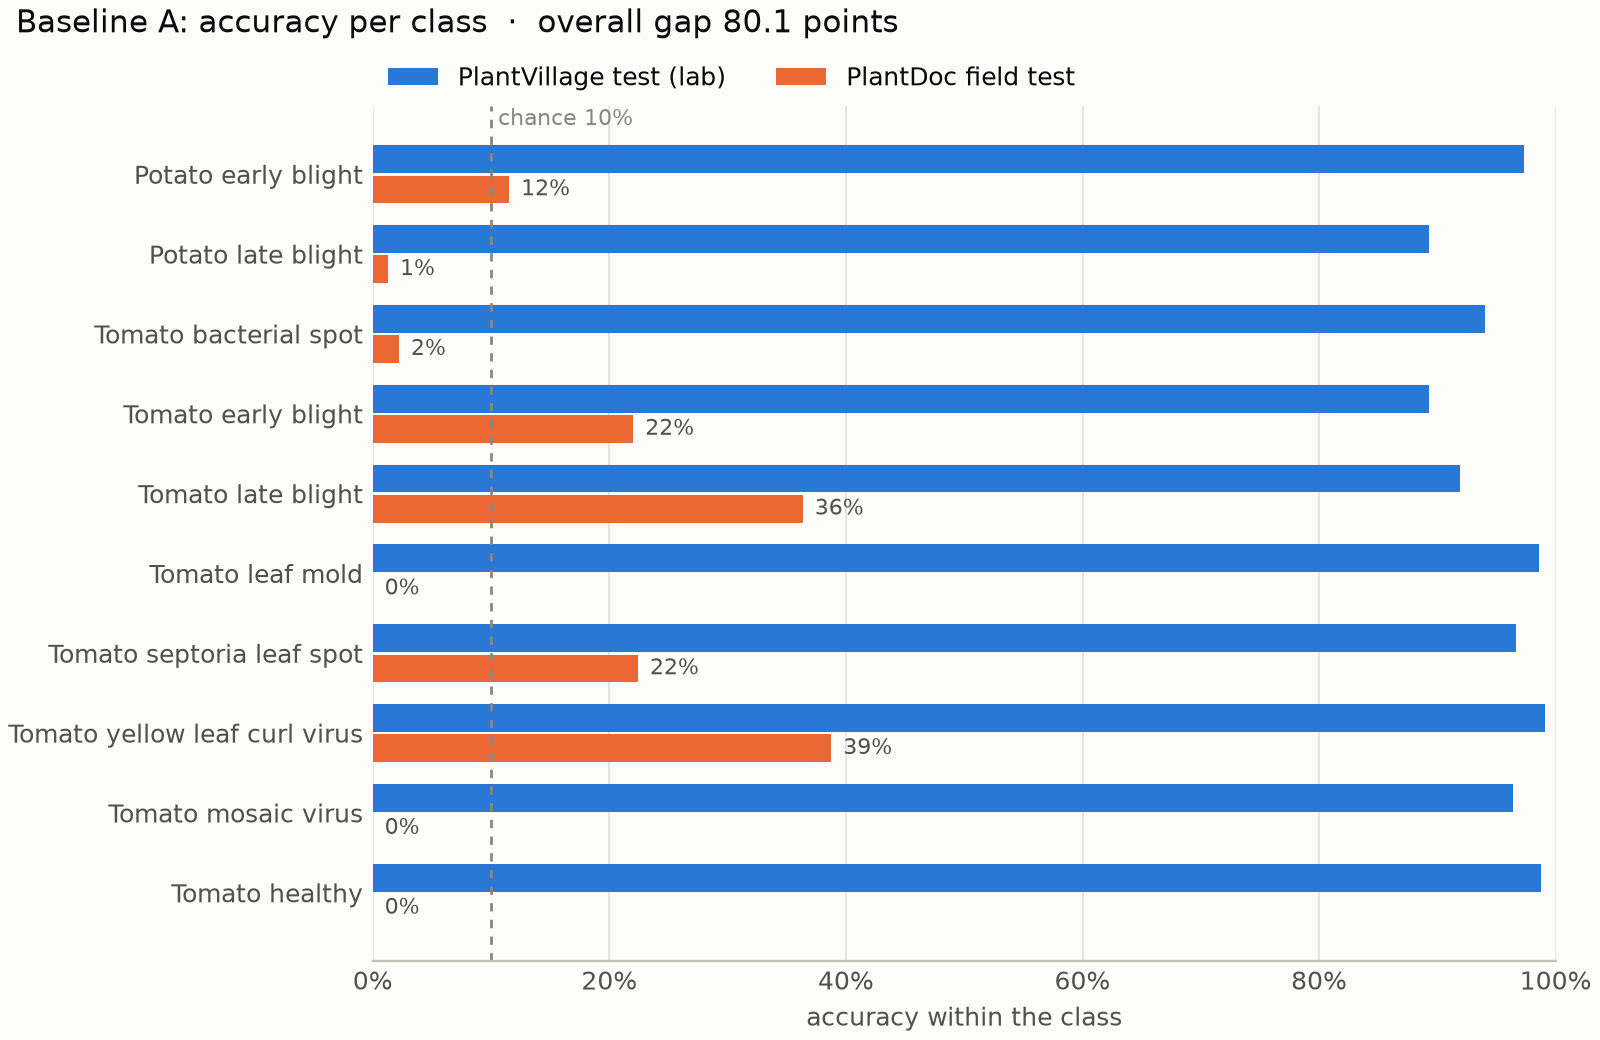 Baseline A: accuracy per class · overall gap 80.1 points
PlantVillage test (lab) PlantDoc field test
chance 10%
Potato early blight
12%
Potato late blight
1%
Tomato bacterial spot
2%
Tomato early blight
22%
Tomato late blight
36%
Tomato leaf mold
0%
Tomato septoria leaf spot
22%
Tomato yellow leaf curl virus
39%
Tomato mosaic virus
0%
Tomato healthy
0%
0% 20% 40% 60% 80% 100%
accuracy within the class